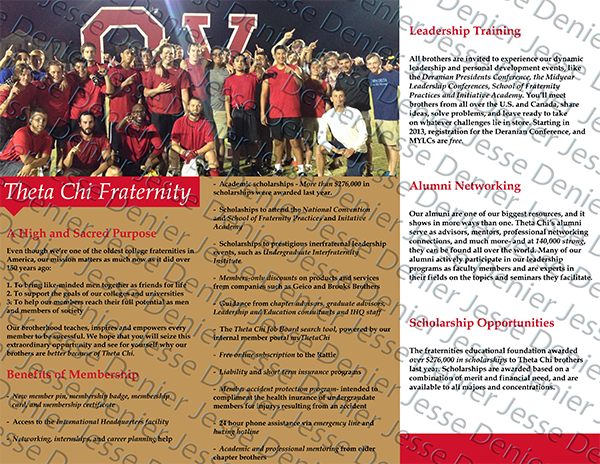 OV
Theta Chi Fraternity
A High and Sacred Purpose
Even though we're one of the oldest college fraternities in
America, our mission matters as much now as it did over
150 years ago:
1. To bring like-minded men together as friends for life
2. To support the goals of our colleges and universities
3. To help our members reach their full potential as men
and members of society
Our brotherhood teaches, inspires and empowers every
member to be sucessful. We hope that you will seize this
extraordinary opportunity and see for yourself why our
brothers are better because of Theta Chi.
Benefits of Membership
- New member pin, membership badge, membership
card, and membership certificate
- Access to the International Headquarters facility
- Networking, internships, and career planning help
- Academic scholarships - More than $276,000 in
scholarships were awarded last year.
- Scholarships to attend the National Convention
and School of Fraternity Practices and Initative
Academy
- Scholarships to prestigious inerfraternal leadership
events, such as Undergraduate Interfraternity
Institute
- Members-only discounts on products and services
from companies such as Geico and Brooks Brothers
- Guidance from chapter advisors, graduate advisors,
Leadership and Education consultants and IHQ staff
- The Theta Chi Job Board search tool, powered by our
internal member portal myThetaChi
- Free online subscription to the Rattle
- Liability and short term insurance programs
- Member accident protection program- intended to
compliment the health inurance of undergraudate
members for injurys resulting from an accident
- 24 hour phone assistance via emergency line and
hazing hotline
- Academic and professional mentoring from older
chapter brothers
Leadership Training
All brothers are invited to experience our dynamic
leadership and personal development events, like
the Deranian Presidents Conference, the Midyear
Leadership Conferences, School of Fraternity
Practices and Initiative Academy. You'll meet
brothers from all over the U.S. and Canada, share
ideas, solve problems, and leave ready to take
on whatever challenges lie in store. Starting in
2013, registration for the Deranian Conference, and
MYLCs are free.
Alumni Networking
Our almuni are one of our biggest resources, and it
shows in more ways than one. Theta Chi's alumni
serve as advisors, mentors, professional networking
connections, and much more- and at 140,000 strong,
they can be found all over the world. Many of our
alumni actively participate in our leadership
programs as faculty members and are experts in
their fields on the topics and seminars they facilitate.
Scholarship Opportunities
The fraternities educational foundation awarded
over $276,000 in scholarships to Theta Chi brothers
last year. Scholarships are awarded based on a
combination of merit and financial need, and are
available to all majors and concentrations.
Jesse Denier